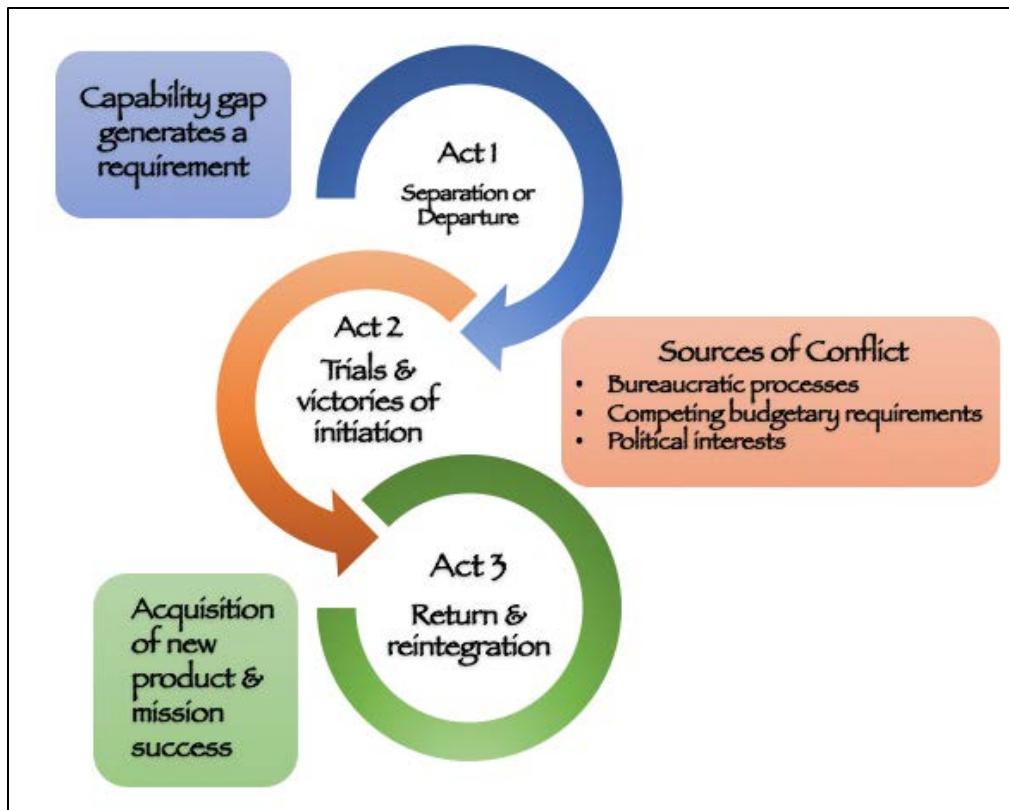 Capability gap
generates a
requirement
Act 1
Separation or
Departure
Act 2
Trials &
victories of
initiation
Sources of Conflict
• Bureaucratic processes
• Competing budgetary requirements
• Political interests
Act 3
Return &
reintegration
Acquisition
of new
product &
mission
success